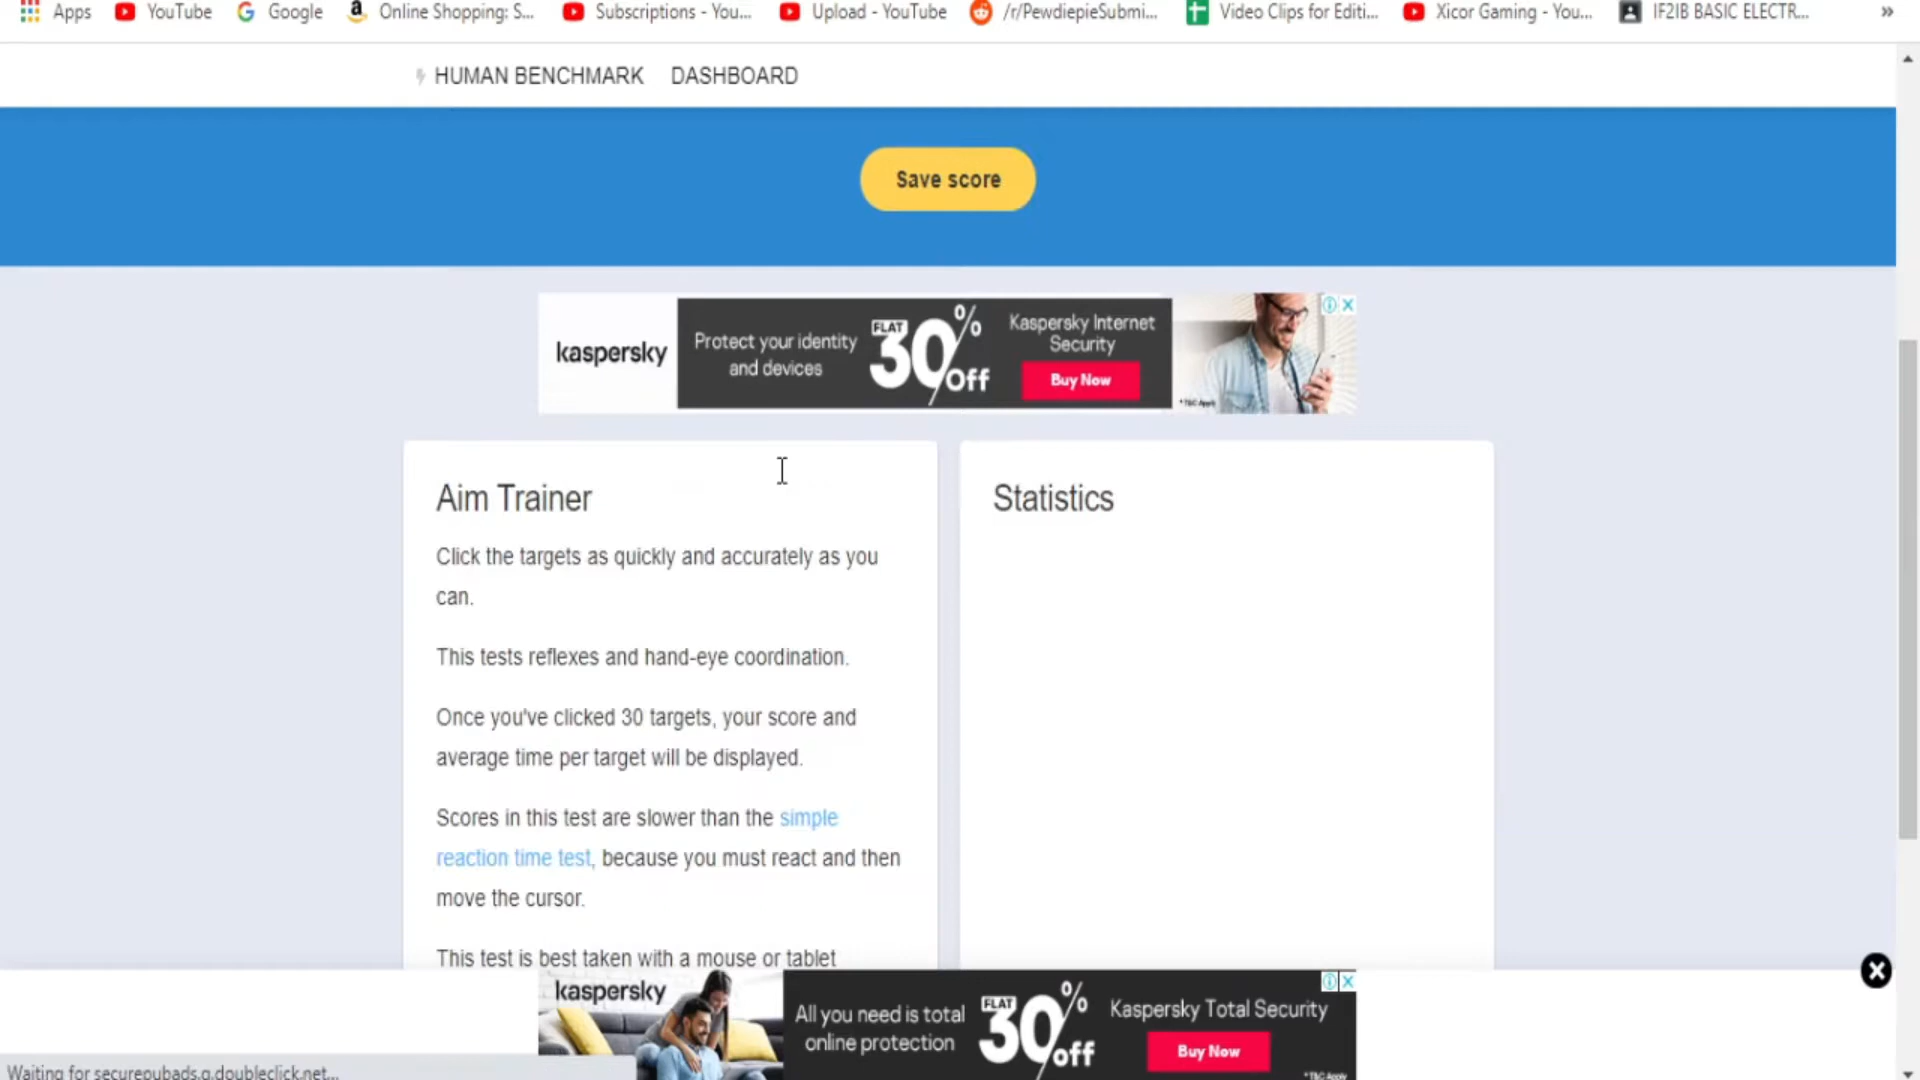 Apps YouTube Google Online Shopping: S... Subscriptions - You... Upload - YouTube /r/PewdiepieSubmi... Video Clips for Editi... Xicor Gaming - You... IF2IB BASIC ELECTR... »
HUMAN BENCHMARK DASHBOARD
Save score
kaspersky
Protect your identity
and devices
FLAT
30% Off
Kaspersky Internet
Security
Buy Now
*T&C Apply
Aim Trainer
Click the targets as quickly and accurately as you
can.
This tests reflexes and hand-eye coordination.
Once you've clicked 30 targets, your score and
average time per target will be displayed.
Scores in this test are slower than the simple
reaction time test, because you must react and then
move the cursor.
This test is best taken with a mouse or tablet
Statistics
kaspersky
All you need is total
online protection
FLAT
30% off
Kaspersky Total Security
Buy Now
*T&C Apply
Waiting for securepubads.g.doubleclick.net...